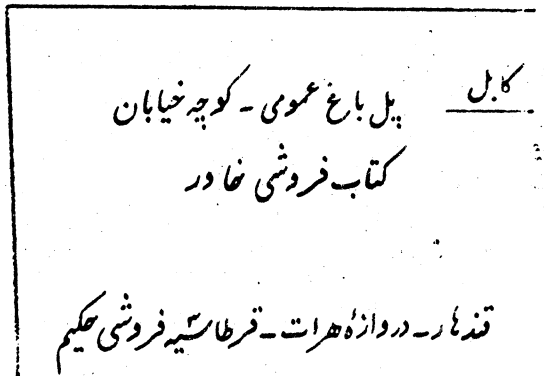 کابل
پل باغ عمومی - کوچه خیابان
کتاب فروشی خاور
قندهار - دروازهٔ هرات - قرطاسیه فروشی حکیم